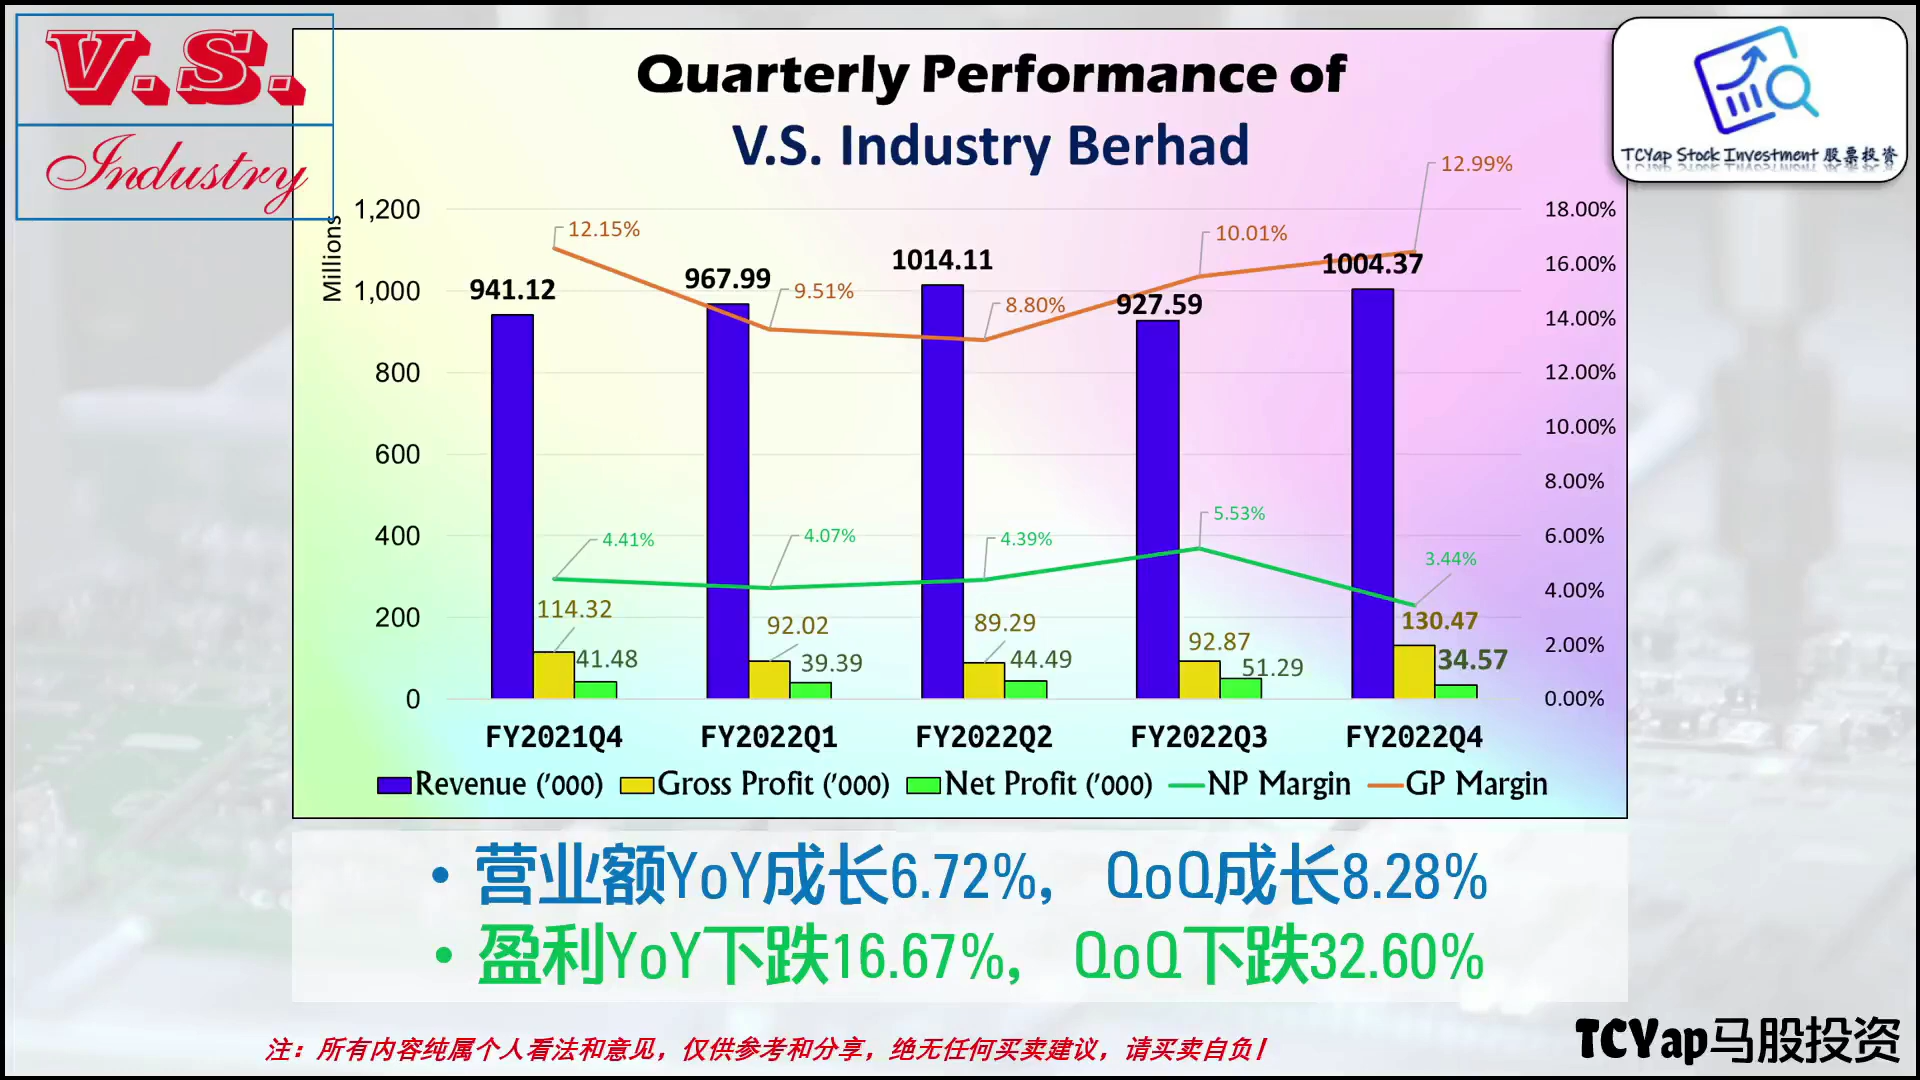 V.S.
Industry
Quarterly Performance of
V.S. Industry Berhad
TCYap Stock Investment 股票投资
Millions
1,200
1,000
800
600
400
200
0
18.00%
16.00%
14.00%
12.00%
10.00%
8.00%
6.00%
4.00%
2.00%
0.00%
12.15%
9.51%
8.80%
10.01%
12.99%
941.12
967.99
1014.11
927.59
1004.37
4.41%
4.07%
4.39%
5.53%
3.44%
114.32
92.02
89.29
92.87
130.47
41.48
39.39
44.49
51.29
34.57
FY2021Q4
FY2022Q1
FY2022Q2
FY2022Q3
FY2022Q4
Revenue ('000)
Gross Profit ('000)
Net Profit ('000)
NP Margin
GP Margin
• 营业额YoY成长6.72%， QoQ成长8.28%
• 盈利YoY下跌16.67%， QoQ下跌32.60%
注：所有内容纯属个人看法和意见，仅供参考和分享，绝无任何买卖建议，请买卖自负！
TCYap马股投资